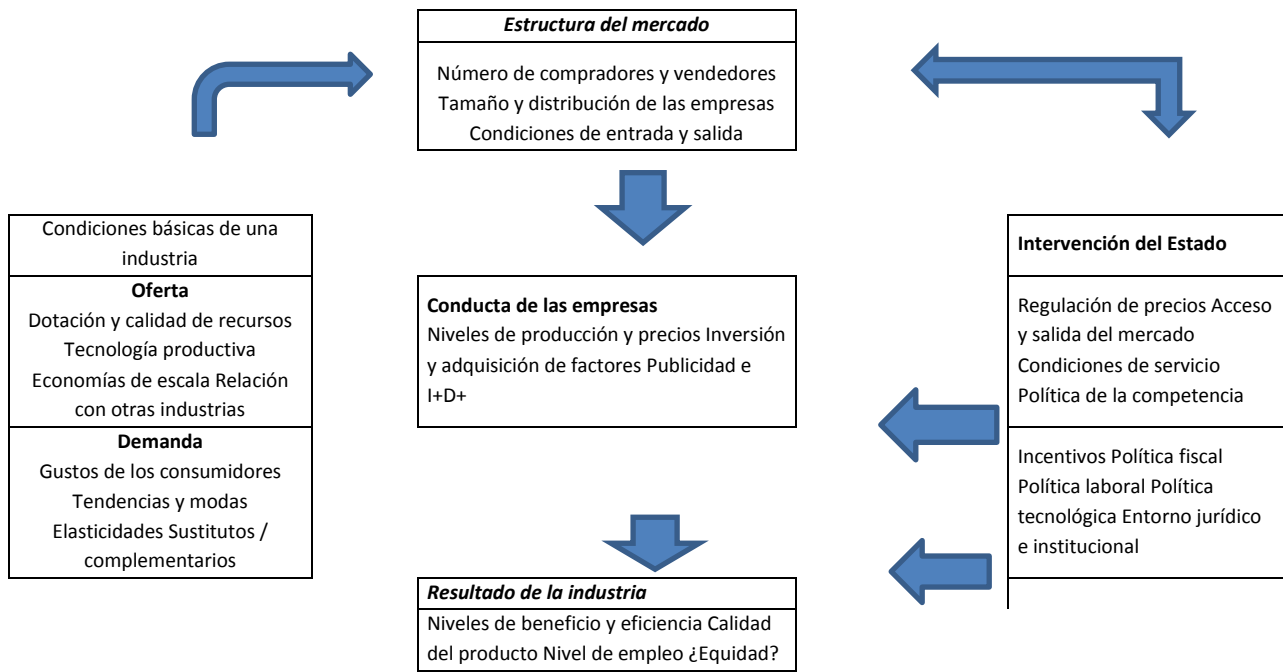 Estructura del mercado
Número de compradores y vendedores
Tamaño y distribución de las empresas
Condiciones de entrada y salida
Condiciones básicas de una
industria
Oferta
Dotación y calidad de recursos
Tecnología productiva
Economías de escala Relación
con otras industrias
Demanda
Gustos de los consumidores
Tendencias y modas
Elasticidades Sustitutos /
complementarios
Conducta de las empresas
Niveles de producción y precios Inversión
y adquisición de factores Publicidad e
I+D+
Intervención del Estado
Regulación de precios Acceso
y salida del mercado
Condiciones de servicio
Política de la competencia
Incentivos Política fiscal
Política laboral Política
tecnológica Entorno jurídico
e institucional
Resultado de la industria
Niveles de beneficio y eficiencia Calidad
del producto Nivel de empleo ¿Equidad?